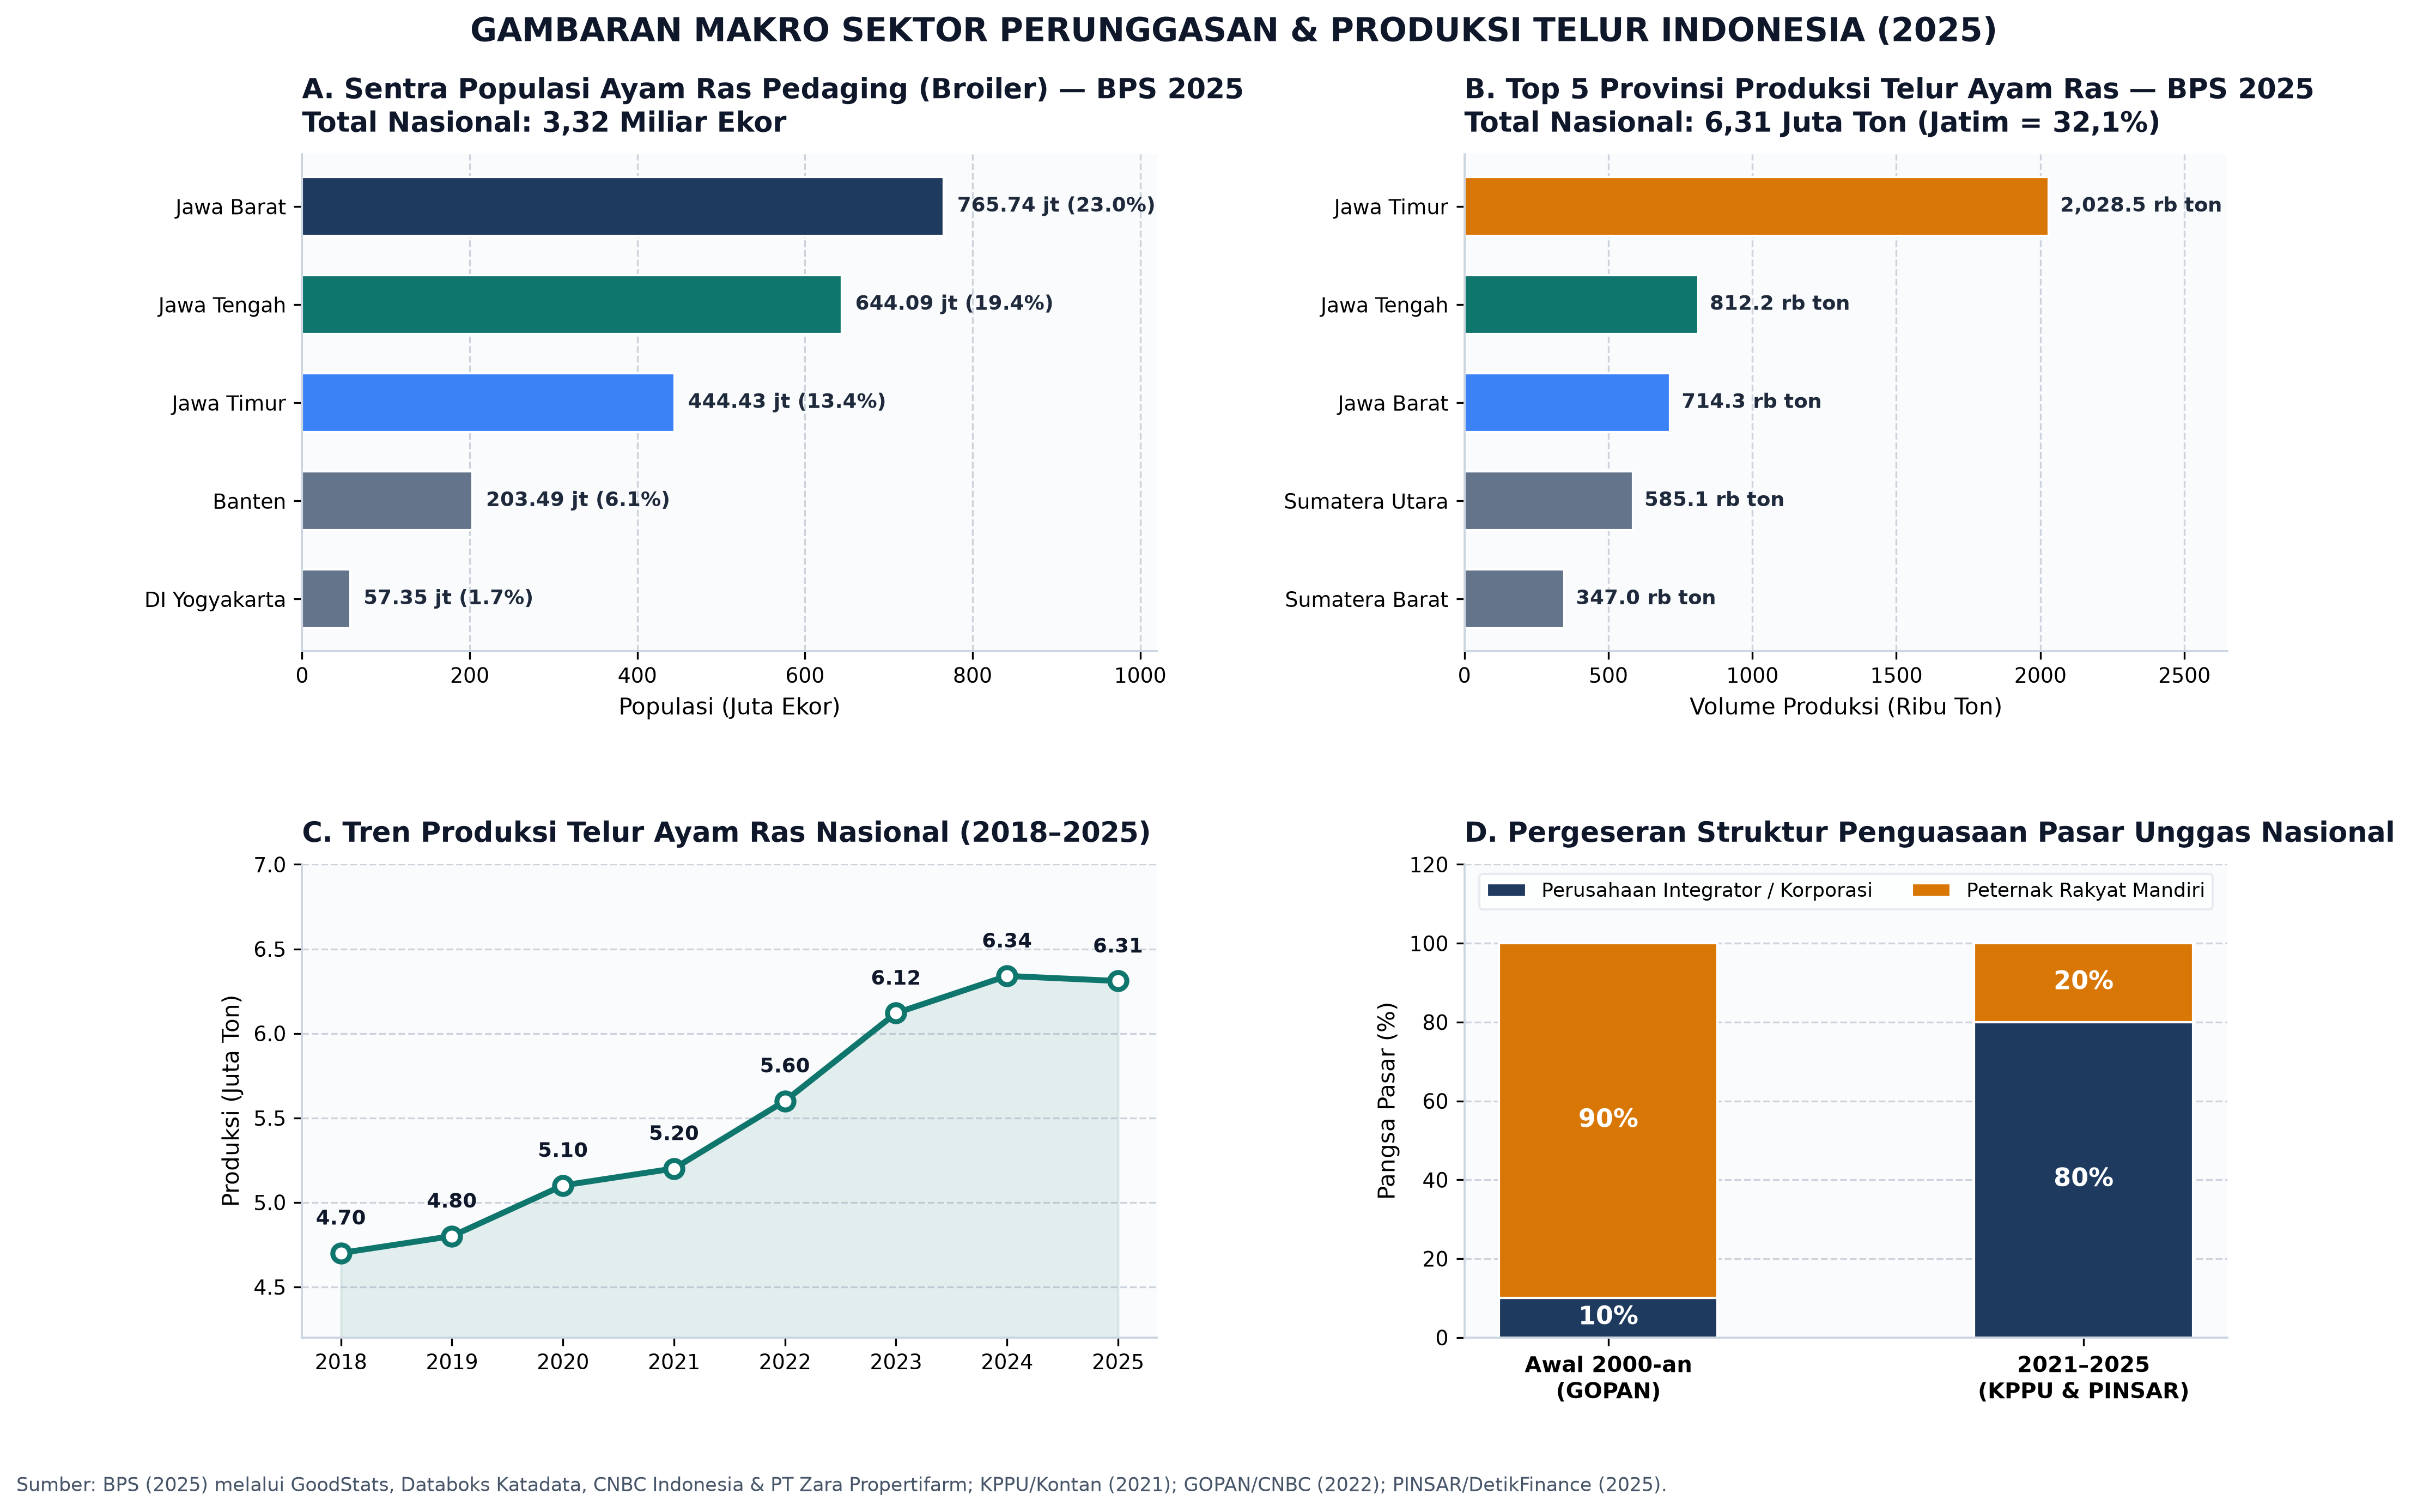 GAMBARAN MAKRO SEKTOR PERUNGGASAN & PRODUKSI TELUR INDONESIA (2025)
A. Sentra Populasi Ayam Ras Pedaging (Broiler) — BPS 2025
Total Nasional: 3,32 Miliar Ekor
Jawa Barat
765.74 jt (23.0%)
Jawa Tengah
644.09 jt (19.4%)
Jawa Timur
444.43 jt (13.4%)
Banten
203.49 jt (6.1%)
DI Yogyakarta
57.35 jt (1.7%)
0 200 400 600 800 1000
Populasi (Juta Ekor)
B. Top 5 Provinsi Produksi Telur Ayam Ras — BPS 2025
Total Nasional: 6,31 Juta Ton (Jatim = 32,1%)
Jawa Timur
2,028.5 rb ton
Jawa Tengah
812.2 rb ton
Jawa Barat
714.3 rb ton
Sumatera Utara
585.1 rb ton
Sumatera Barat
347.0 rb ton
0 500 1000 1500 2000 2500
Volume Produksi (Ribu Ton)
C. Tren Produksi Telur Ayam Ras Nasional (2018–2025)
Produksi (Juta Ton)
7.0
6.5
6.0
5.5
5.0
4.5
4.70
4.80
5.10
5.20
5.60
6.12
6.34
6.31
2018 2019 2020 2021 2022 2023 2024 2025
D. Pergeseran Struktur Penguasaan Pasar Unggas Nasional
Pangsa Pasar (%)
120
100
80
60
40
20
0
Perusahaan Integrator / Korporasi
Peternak Rakyat Mandiri
90%
10%
20%
80%
Awal 2000-an
(GOPAN)
2021–2025
(KPPU & PINSAR)
Sumber: BPS (2025) melalui GoodStats, Databoks Katadata, CNBC Indonesia & PT Zara Propertifarm; KPPU/Kontan (2021); GOPAN/CNBC (2022); PINSAR/DetikFinance (2025).